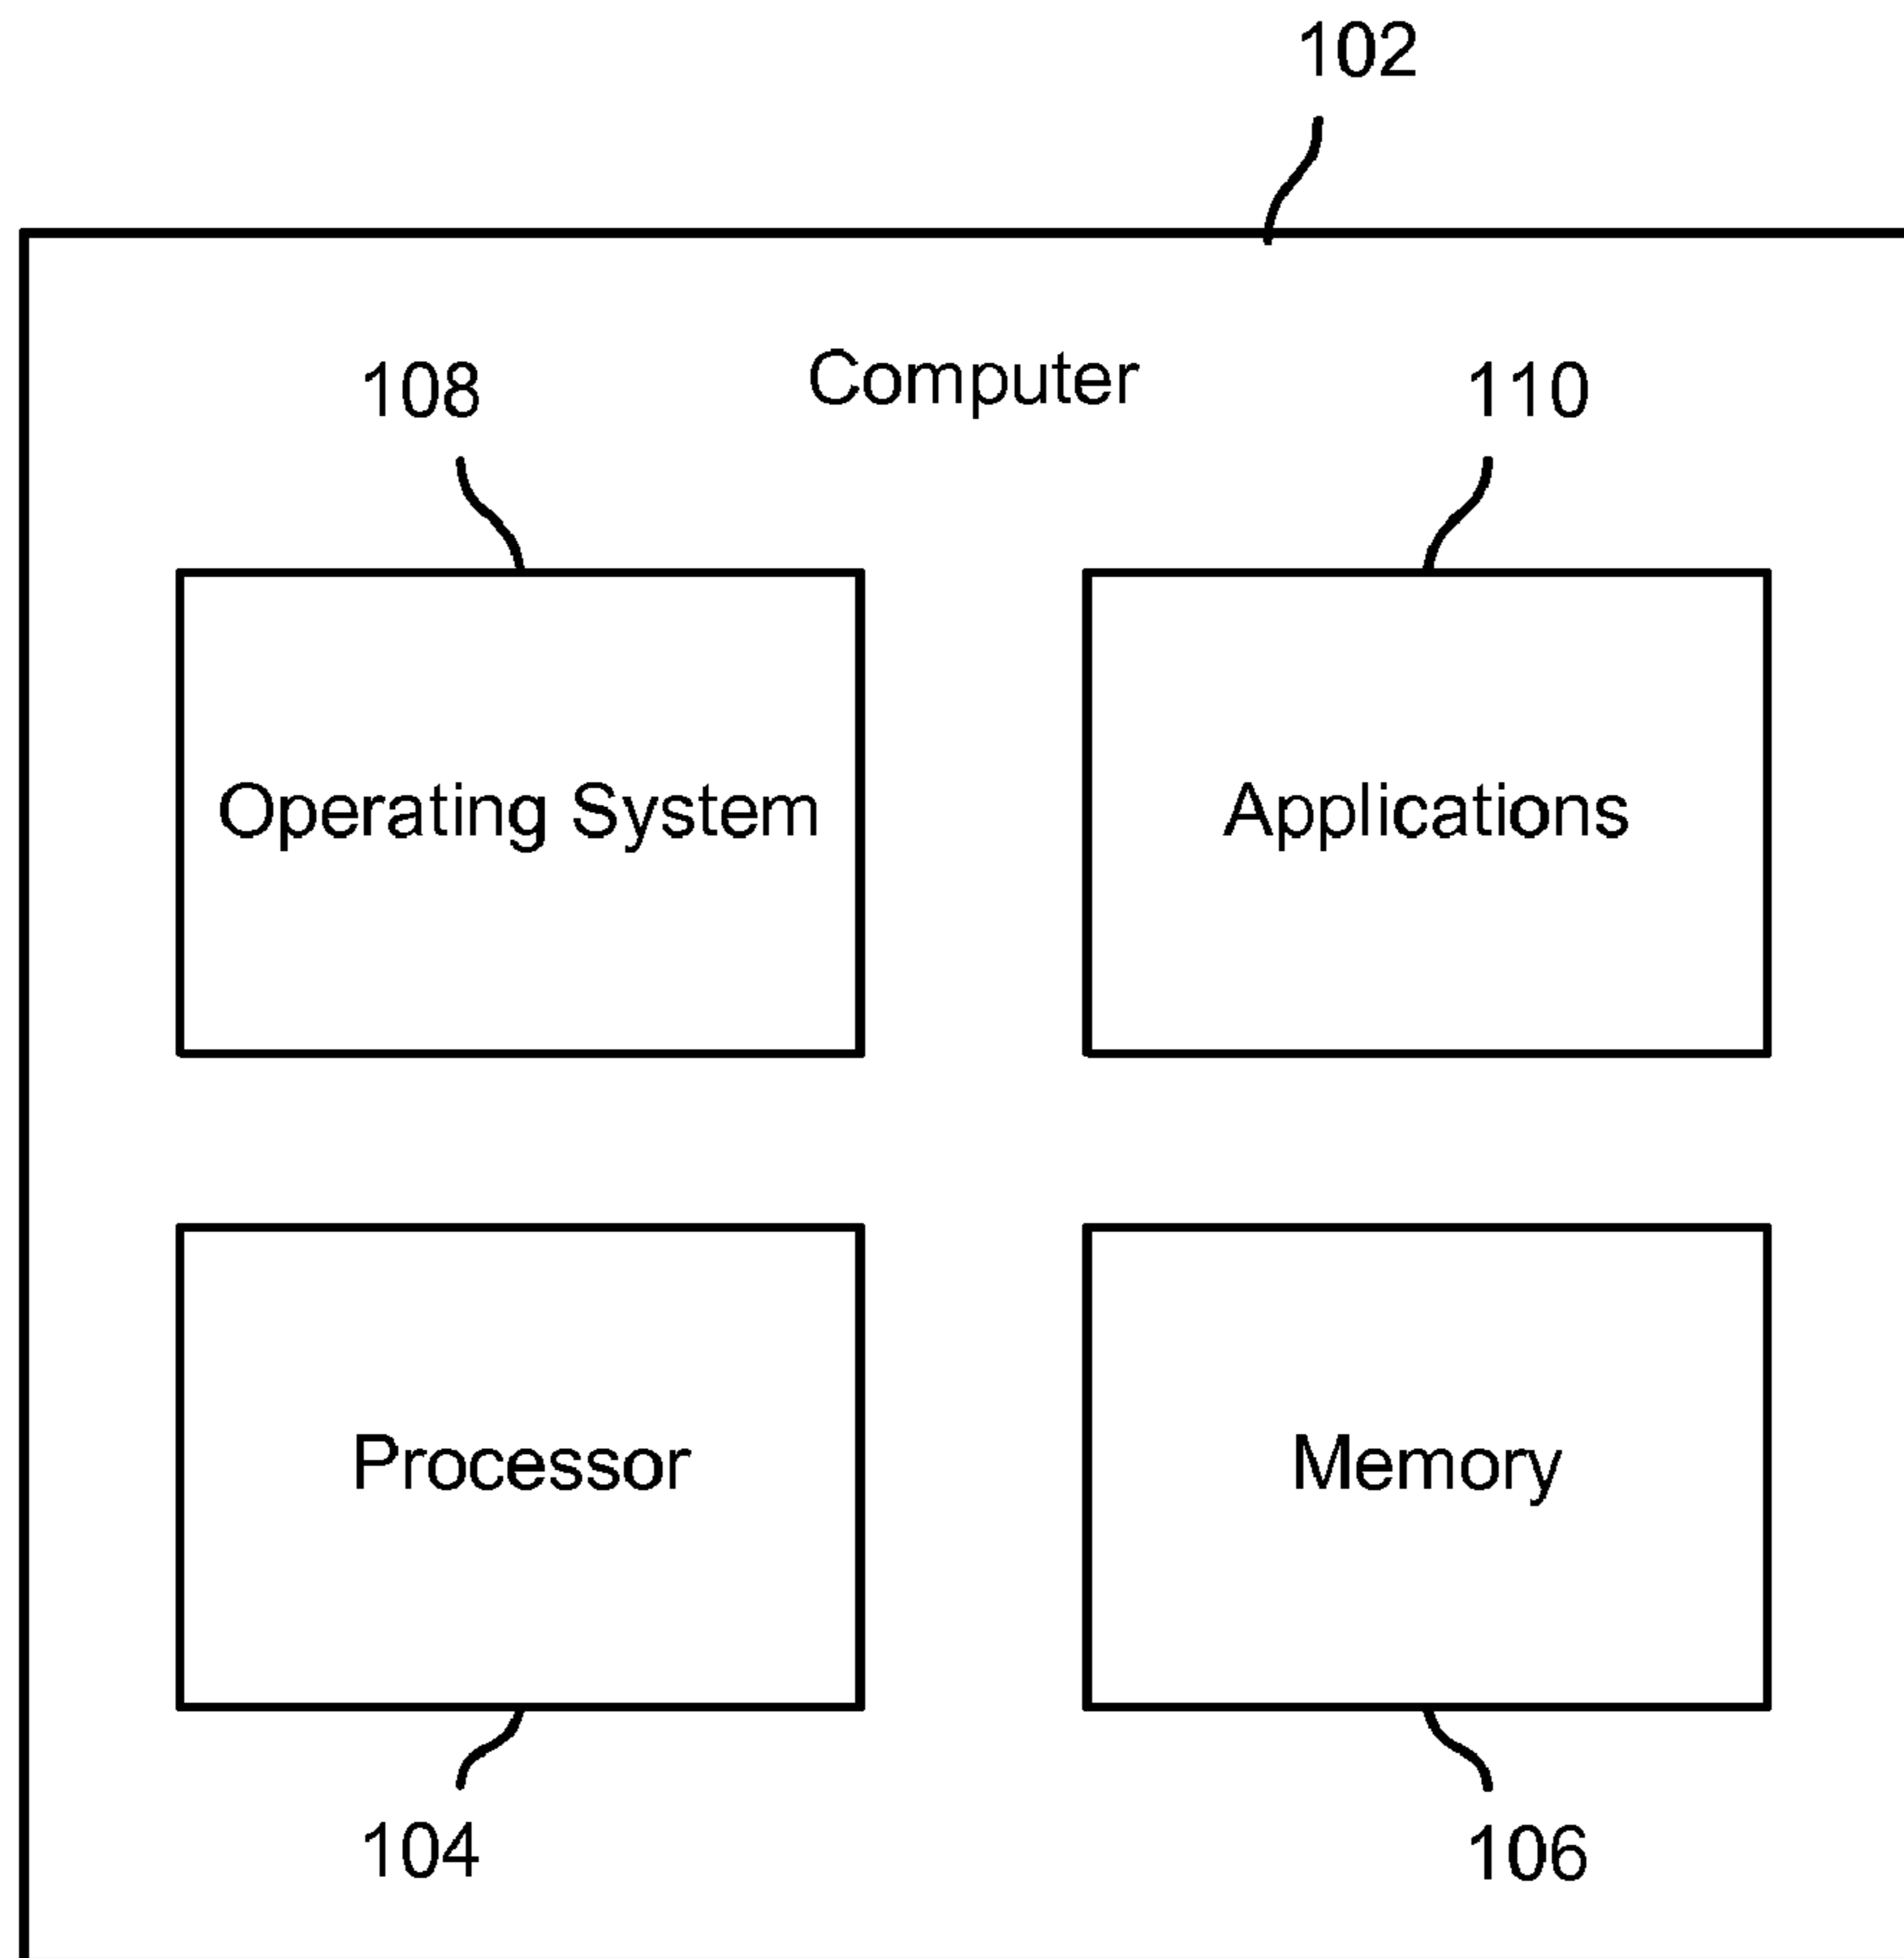 102
Computer
108
110
Operating System
Applications
Processor
Memory
104
106